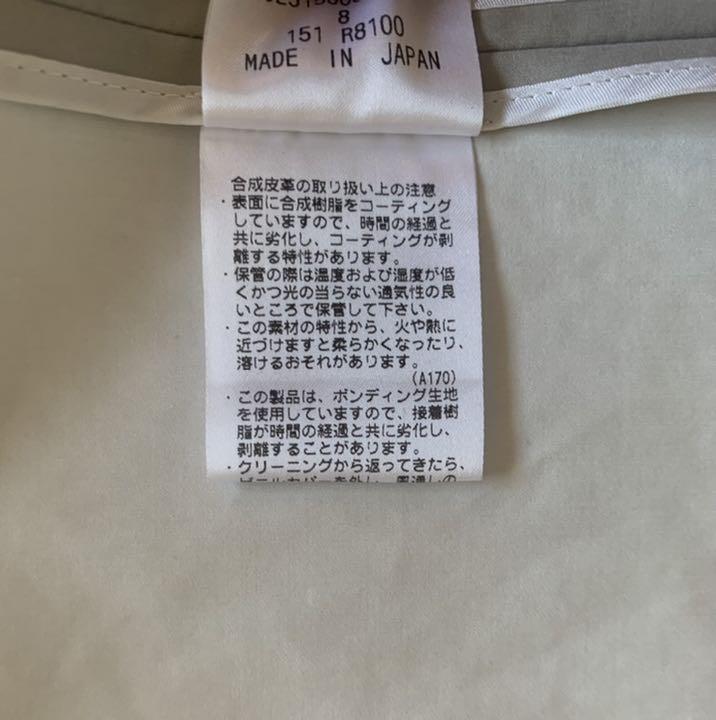 8
151 R8100
MADE IN JAPAN
合成皮革の取り扱い上の注意
・表面に合成樹脂をコーティング
していますので、時間の経過と
共に劣化し、コーティングが剥
離する特性があります。
・保管の際は温度および湿度が低
くかつ光の当らない通気性の良
いところで保管して下さい。
・この素材の特性から、火や熱に
近づけますと柔らかくなったり、
溶けるおそれがあります。
(A170)
・この製品は、ボンディング生地
を使用していますので、接着樹
脂が時間の経過と共に劣化し、
剥離することがあります。
・クリーニングから返ってきたら、